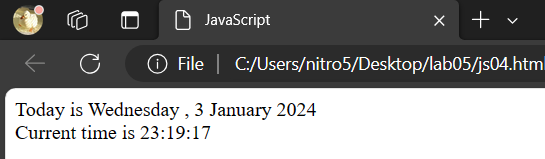 JavaScript
File
C:/Users/nitro5/Desktop/lab05/js04.html
Today is Wednesday , 3 January 2024
Current time is 23:19:17